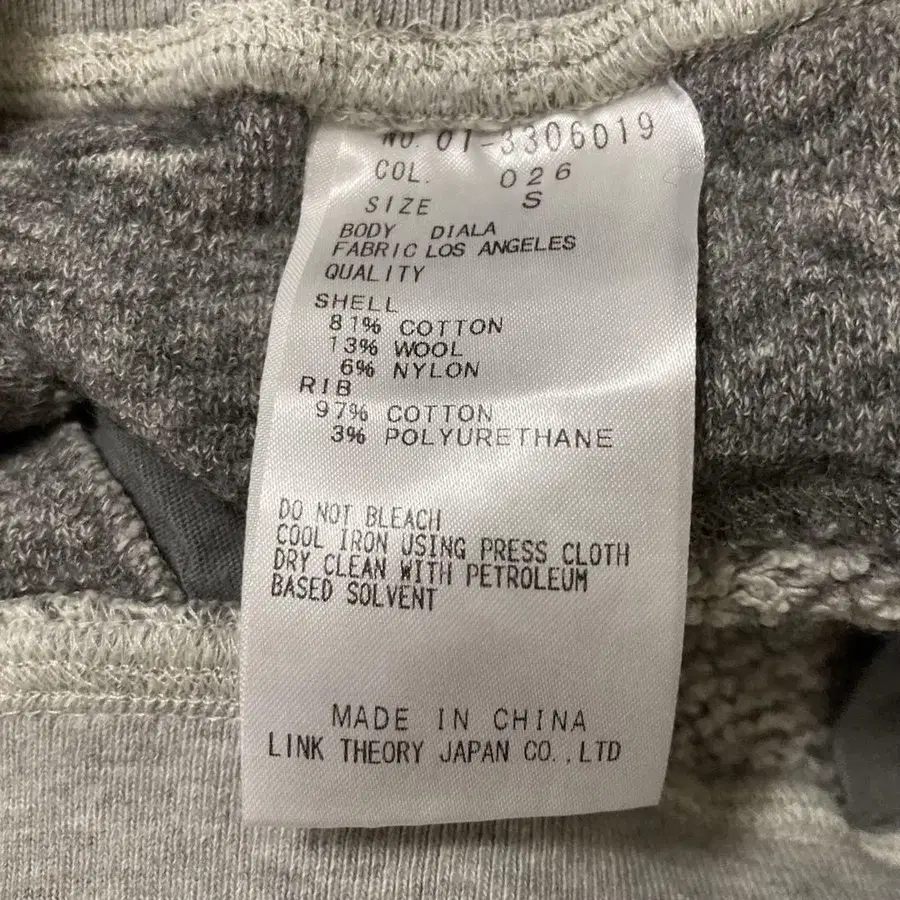 NO. 01-3306019
COL. 026
SIZE S
BODY DIALA
FABRIC LOS ANGELES
QUALITY
SHELL
81% COTTON
13% WOOL
6% NYLON
RIB
97% COTTON
3% POLYURETHANE
DO NOT BLEACH
COOL IRON USING PRESS CLOTH
DRY CLEAN WITH PETROLEUM
BASED SOLVENT
MADE IN CHINA
LINK THEORY JAPAN CO.,LTD